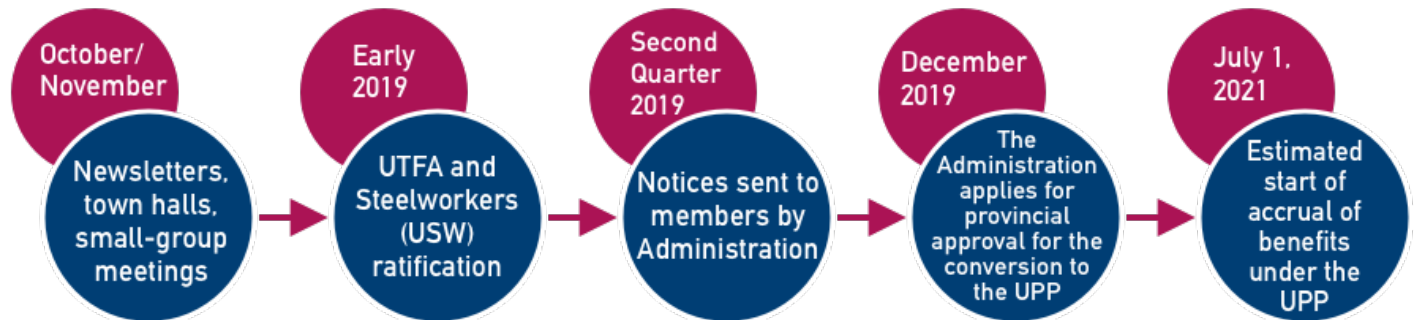 October/
November
Newsletters,
town halls,
small-group
meetings
Early
2019
UTFA and
Steelworkers
(USW)
ratification
Second
Quarter
2019
Notices sent to
members by
Administration
December
2019
The
Administration
applies for
provincial
approval for the
conversion to
the UPP
July 1,
2021
Estimated
start of
accrual of
benefits
under the
UPP